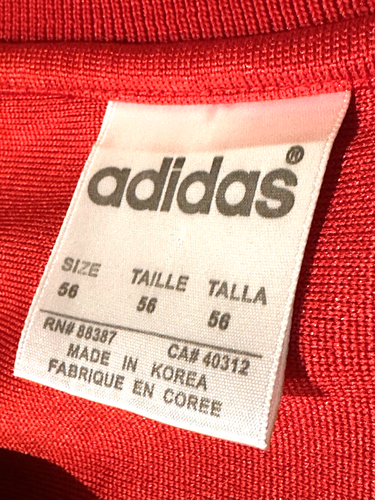 adidas®
SIZE TAILLE TALLA
56 56 56
RN# 88387 CA# 40312
MADE IN KOREA
FABRIQUE EN COREE